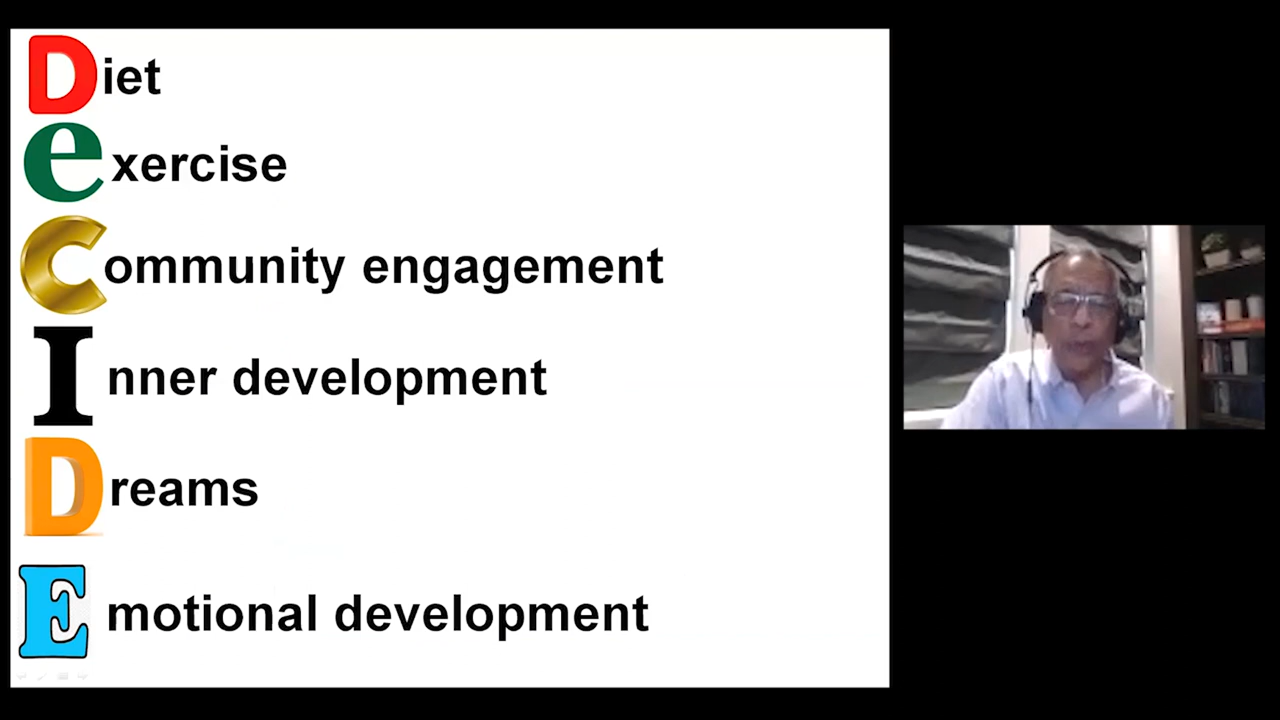 Diet
exercise
Community engagement
Inner development
Dreams
Emotional development